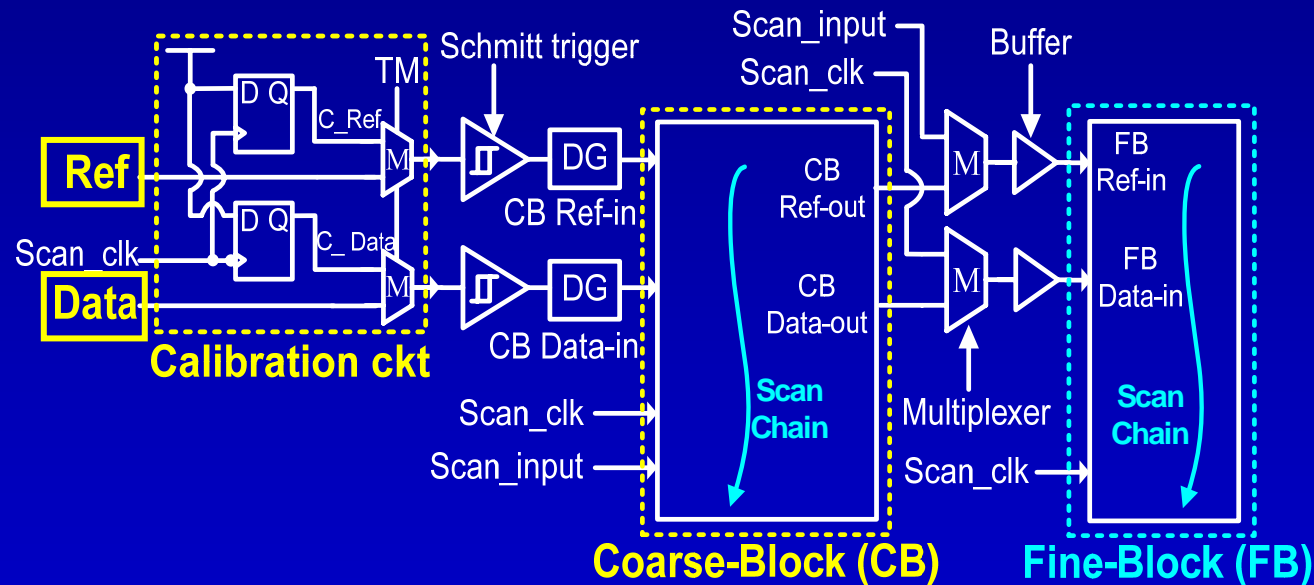 Scan_input
Schmitt trigger
Buffer
TM
Scan_clk
D Q
C_Ref
M
Ref
DG
CB
Ref-out
M
FB
Ref-in
CB Ref-in
D Q
C_ Data
Scan_clk
M
DG
CB
Data-out
M
FB
Data-in
Data
CB Data-in
Calibration ckt
Scan_clk
Scan
Chain
Multiplexer
Scan
Chain
Scan_input
Scan_clk
Coarse-Block (CB)
Fine-Block (FB)